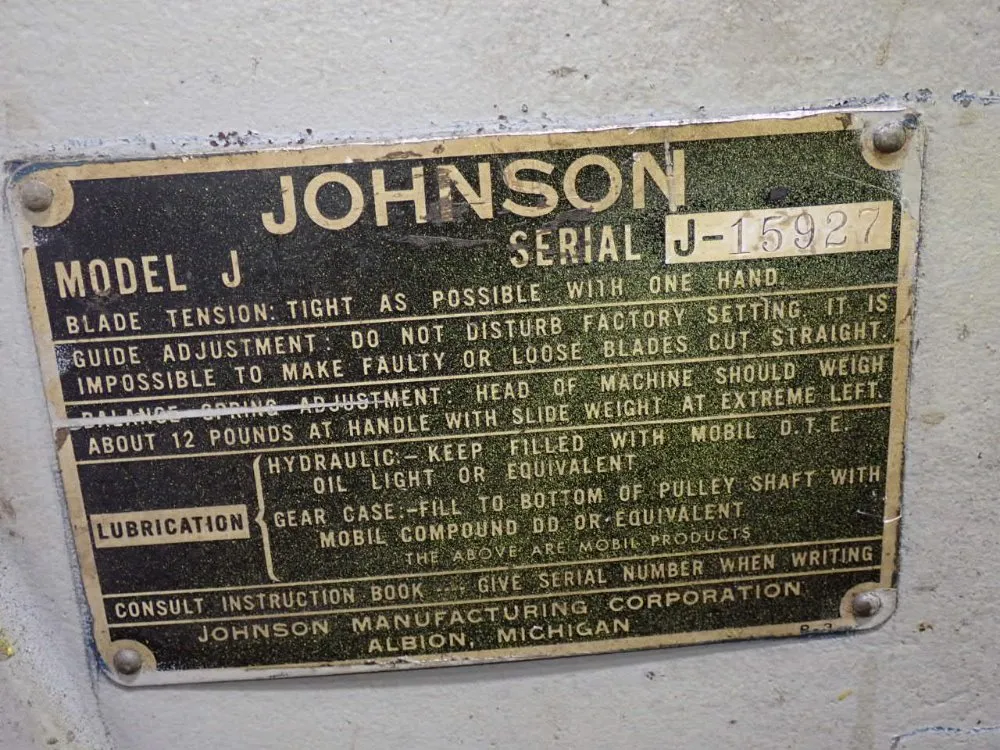 JOHNSON
MODEL J
SERIAL J-15927
BLADE TENSION: TIGHT AS POSSIBLE WITH ONE HAND.
GUIDE ADJUSTMENT: DO NOT DISTURB FACTORY SETTING. IT IS
IMPOSSIBLE TO MAKE FAULTY OR LOOSE BLADES CUT STRAIGHT.
BALANCE SPRING ADJUSTMENT: HEAD OF MACHINE SHOULD WEIGH
ABOUT 12 POUNDS AT HANDLE WITH SLIDE WEIGHT AT EXTREME LEFT.
LUBRICATION
HYDRAULIC:- KEEP FILLED WITH MOBIL D.T.E.
OIL LIGHT OR EQUIVALENT
GEAR CASE:-FILL TO BOTTOM OF PULLEY SHAFT WITH
MOBIL COMPOUND DD OR EQUIVALENT
THE ABOVE ARE MOBIL PRODUCTS
CONSULT INSTRUCTION BOOK --- GIVE SERIAL NUMBER WHEN WRITING
JOHNSON MANUFACTURING CORPORATION
ALBION, MICHIGAN